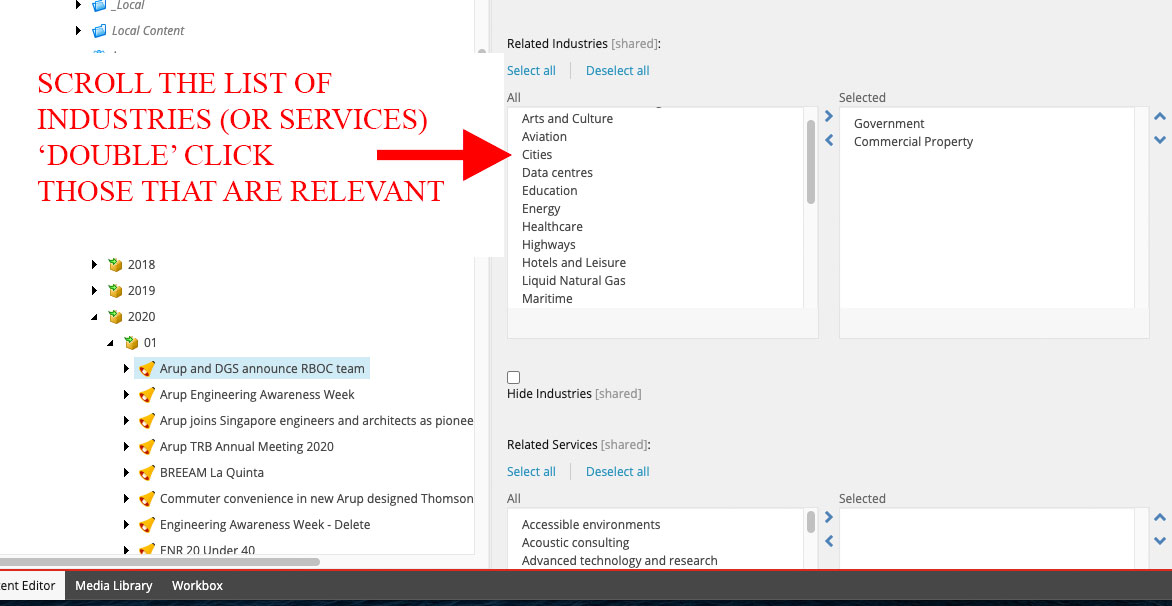 _Local
Local Content
SCROLL THE LIST OF
INDUSTRIES (OR SERVICES)
‘DOUBLE’ CLICK
THOSE THAT ARE RELEVANT
2018
2019
2020
01
Arup and DGS announce RBOC team
Arup Engineering Awareness Week
Arup joins Singapore engineers and architects as pionee
Arup TRB Annual Meeting 2020
BREEAM La Quinta
Commuter convenience in new Arup designed Thomson
Engineering Awareness Week - Delete
ENR 20 Under 40
Related Industries [shared]:
Select all
Deselect all
All
Arts and Culture
Aviation
Cities
Data centres
Education
Energy
Healthcare
Highways
Hotels and Leisure
Liquid Natural Gas
Maritime
Selected
Government
Commercial Property
Hide Industries [shared]
Related Services [shared]:
Select all
Deselect all
All
Accessible environments
Acoustic consulting
Advanced technology and research
Selected
ent Editor
Media Library
Workbox